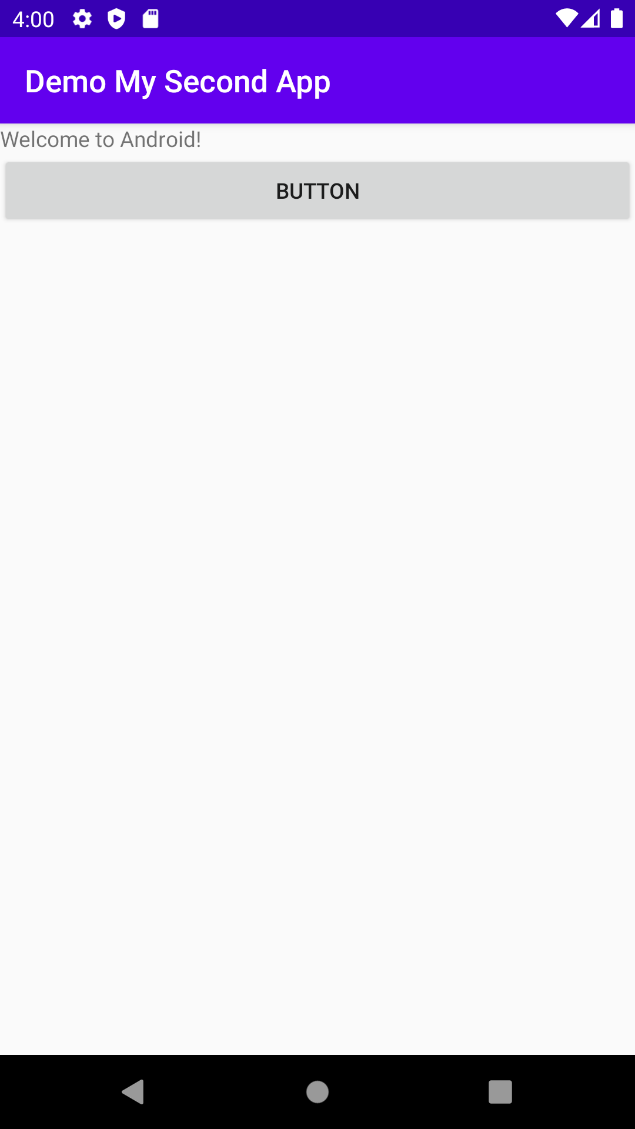 4:00
Demo My Second App
Welcome to Android!
BUTTON